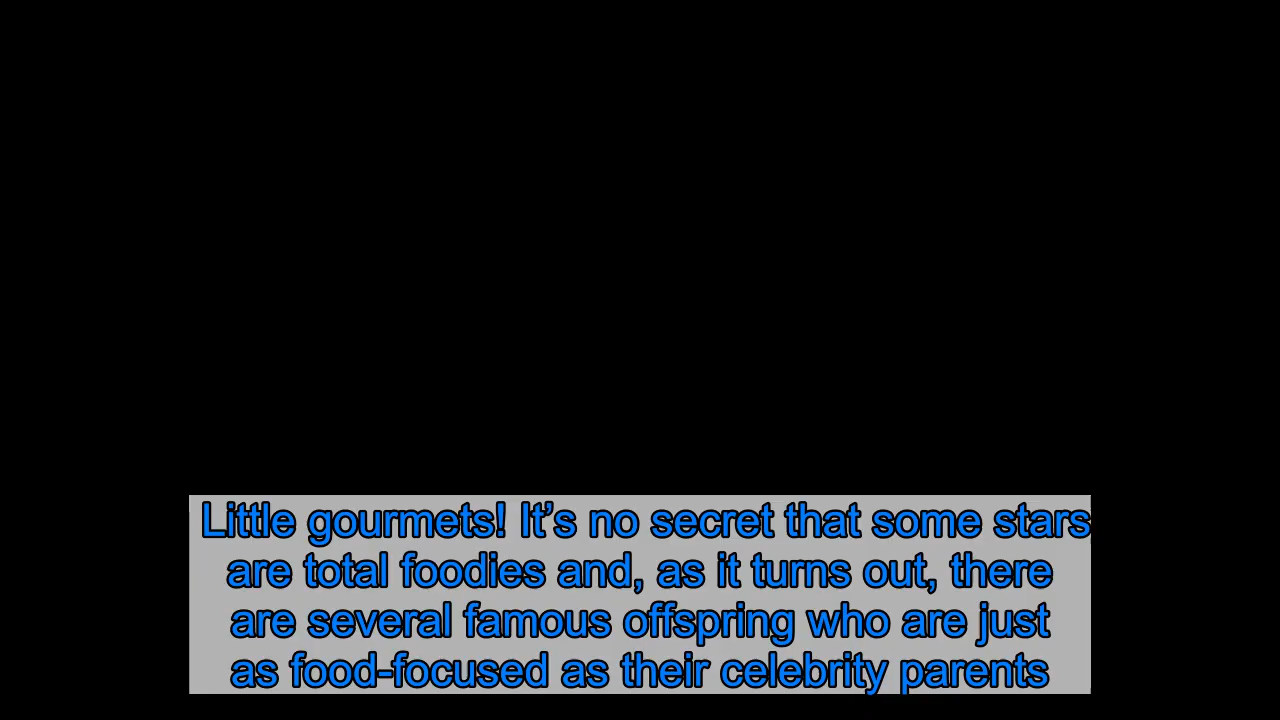 Little gourmets! It’s no secret that some stars
are total foodies and, as it turns out, there
are several famous offspring who are just
as food-focused as their celebrity parents